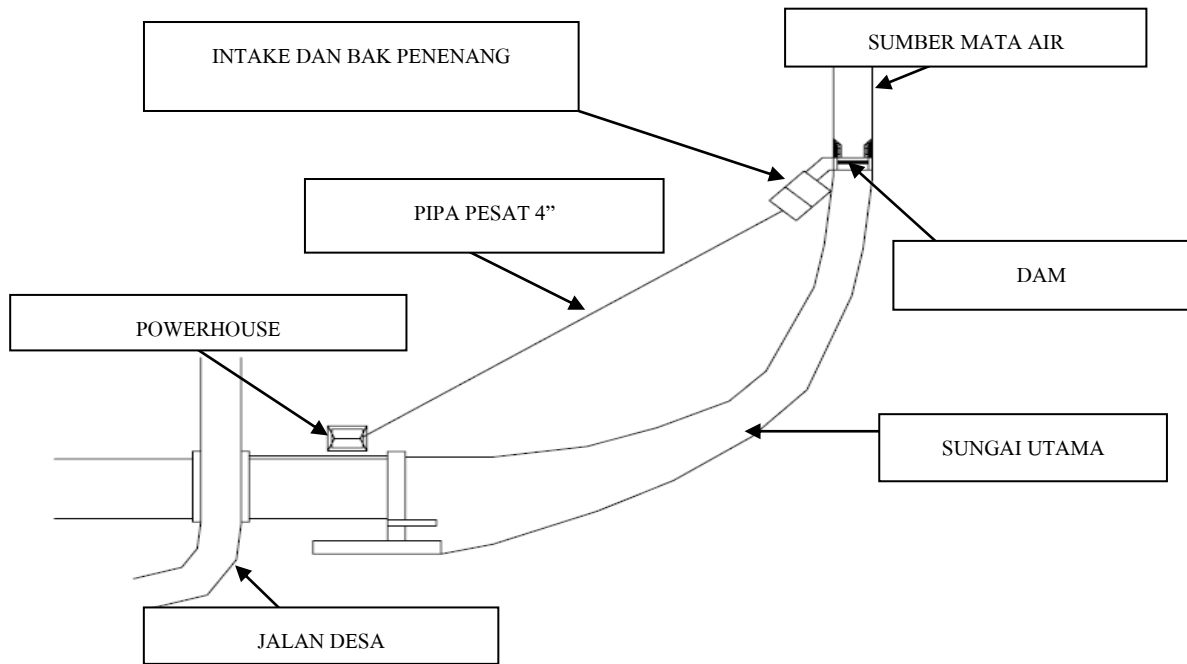 INTAKE DAN BAK PENENANG
SUMBER MATA AIR
PIPA PESAT 4”
DAM
POWERHOUSE
SUNGAI UTAMA
JALAN DESA